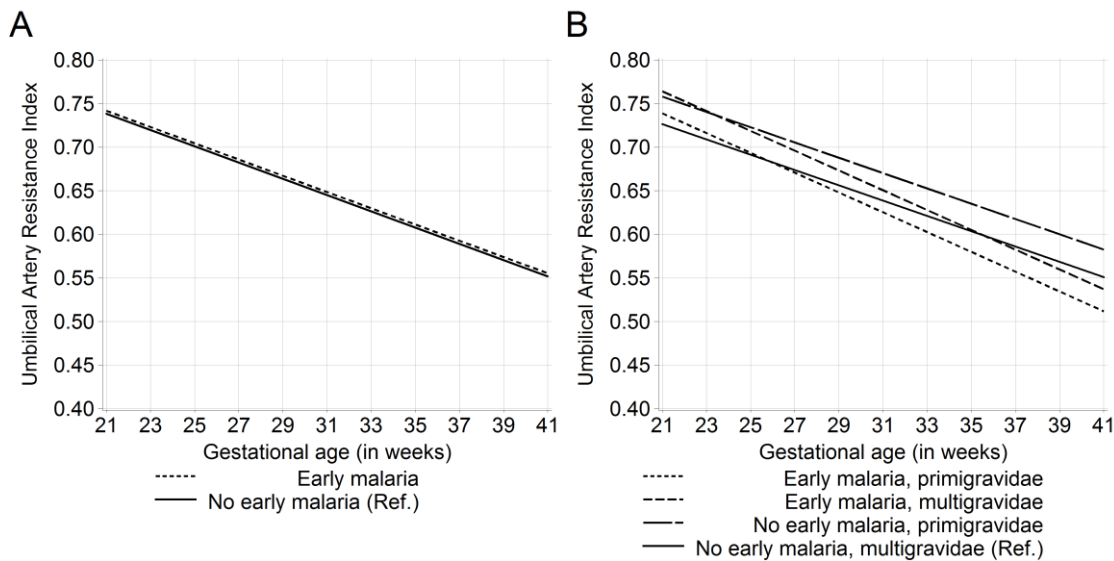 A
Umbilical Artery Resistance Index
0.80
0.75
0.70
0.65
0.60
0.55
0.50
0.45
0.40
21 23 25 27 29 31 33 35 37 39 41
Gestational age (in weeks)
Early malaria
No early malaria (Ref.)
B
Umbilical Artery Resistance Index
0.80
0.75
0.70
0.65
0.60
0.55
0.50
0.45
0.40
21 23 25 27 29 31 33 35 37 39 41
Gestational age (in weeks)
Early malaria, primigravidae
Early malaria, multigravidae
No early malaria, primigravidae
No early malaria, multigravidae (Ref.)